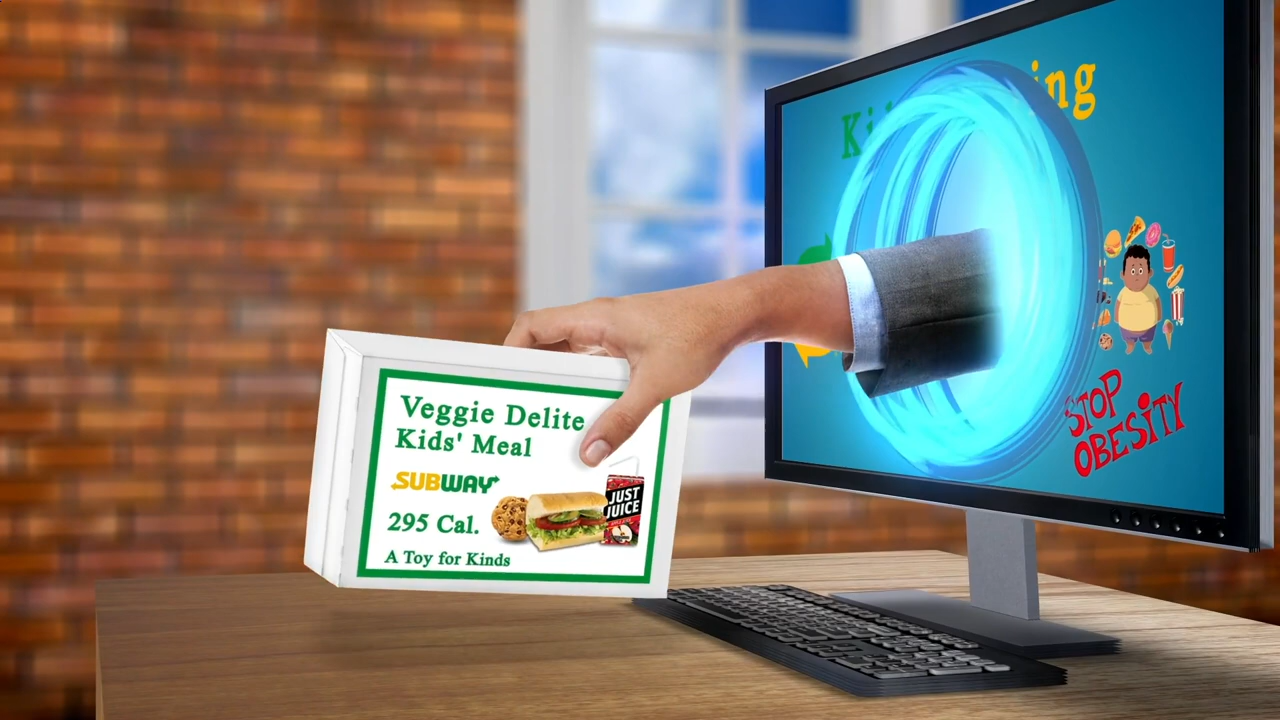 Veggie Delite
Kids' Meal
SUBWAY
295 Cal.
A Toy for Kinds
JUST
JUICE
STOP
OBESITY